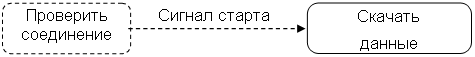 Проверить
соединение
Сигнал старта
Скачать
данные